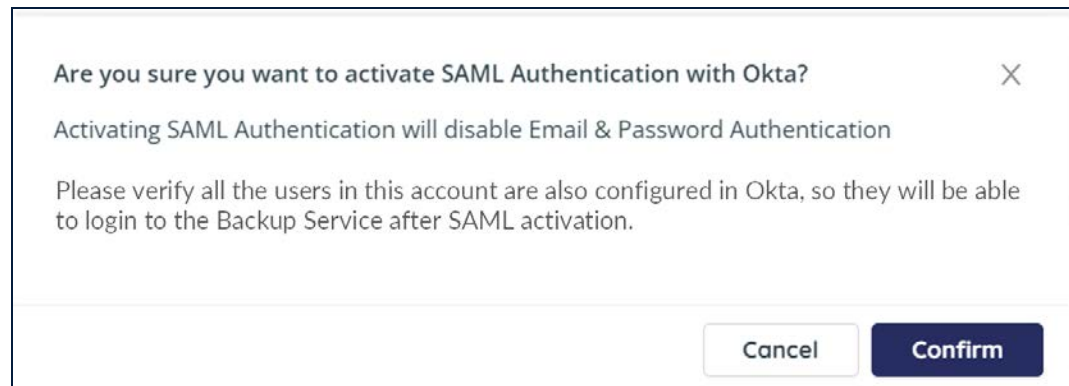 Are you sure you want to activate SAML Authentication with Okta?
Activating SAML Authentication will disable Email & Password Authentication
Please verify all the users in this account are also configured in Okta, so they will be able
to login to the Backup Service after SAML activation.
Cancel
Confirm